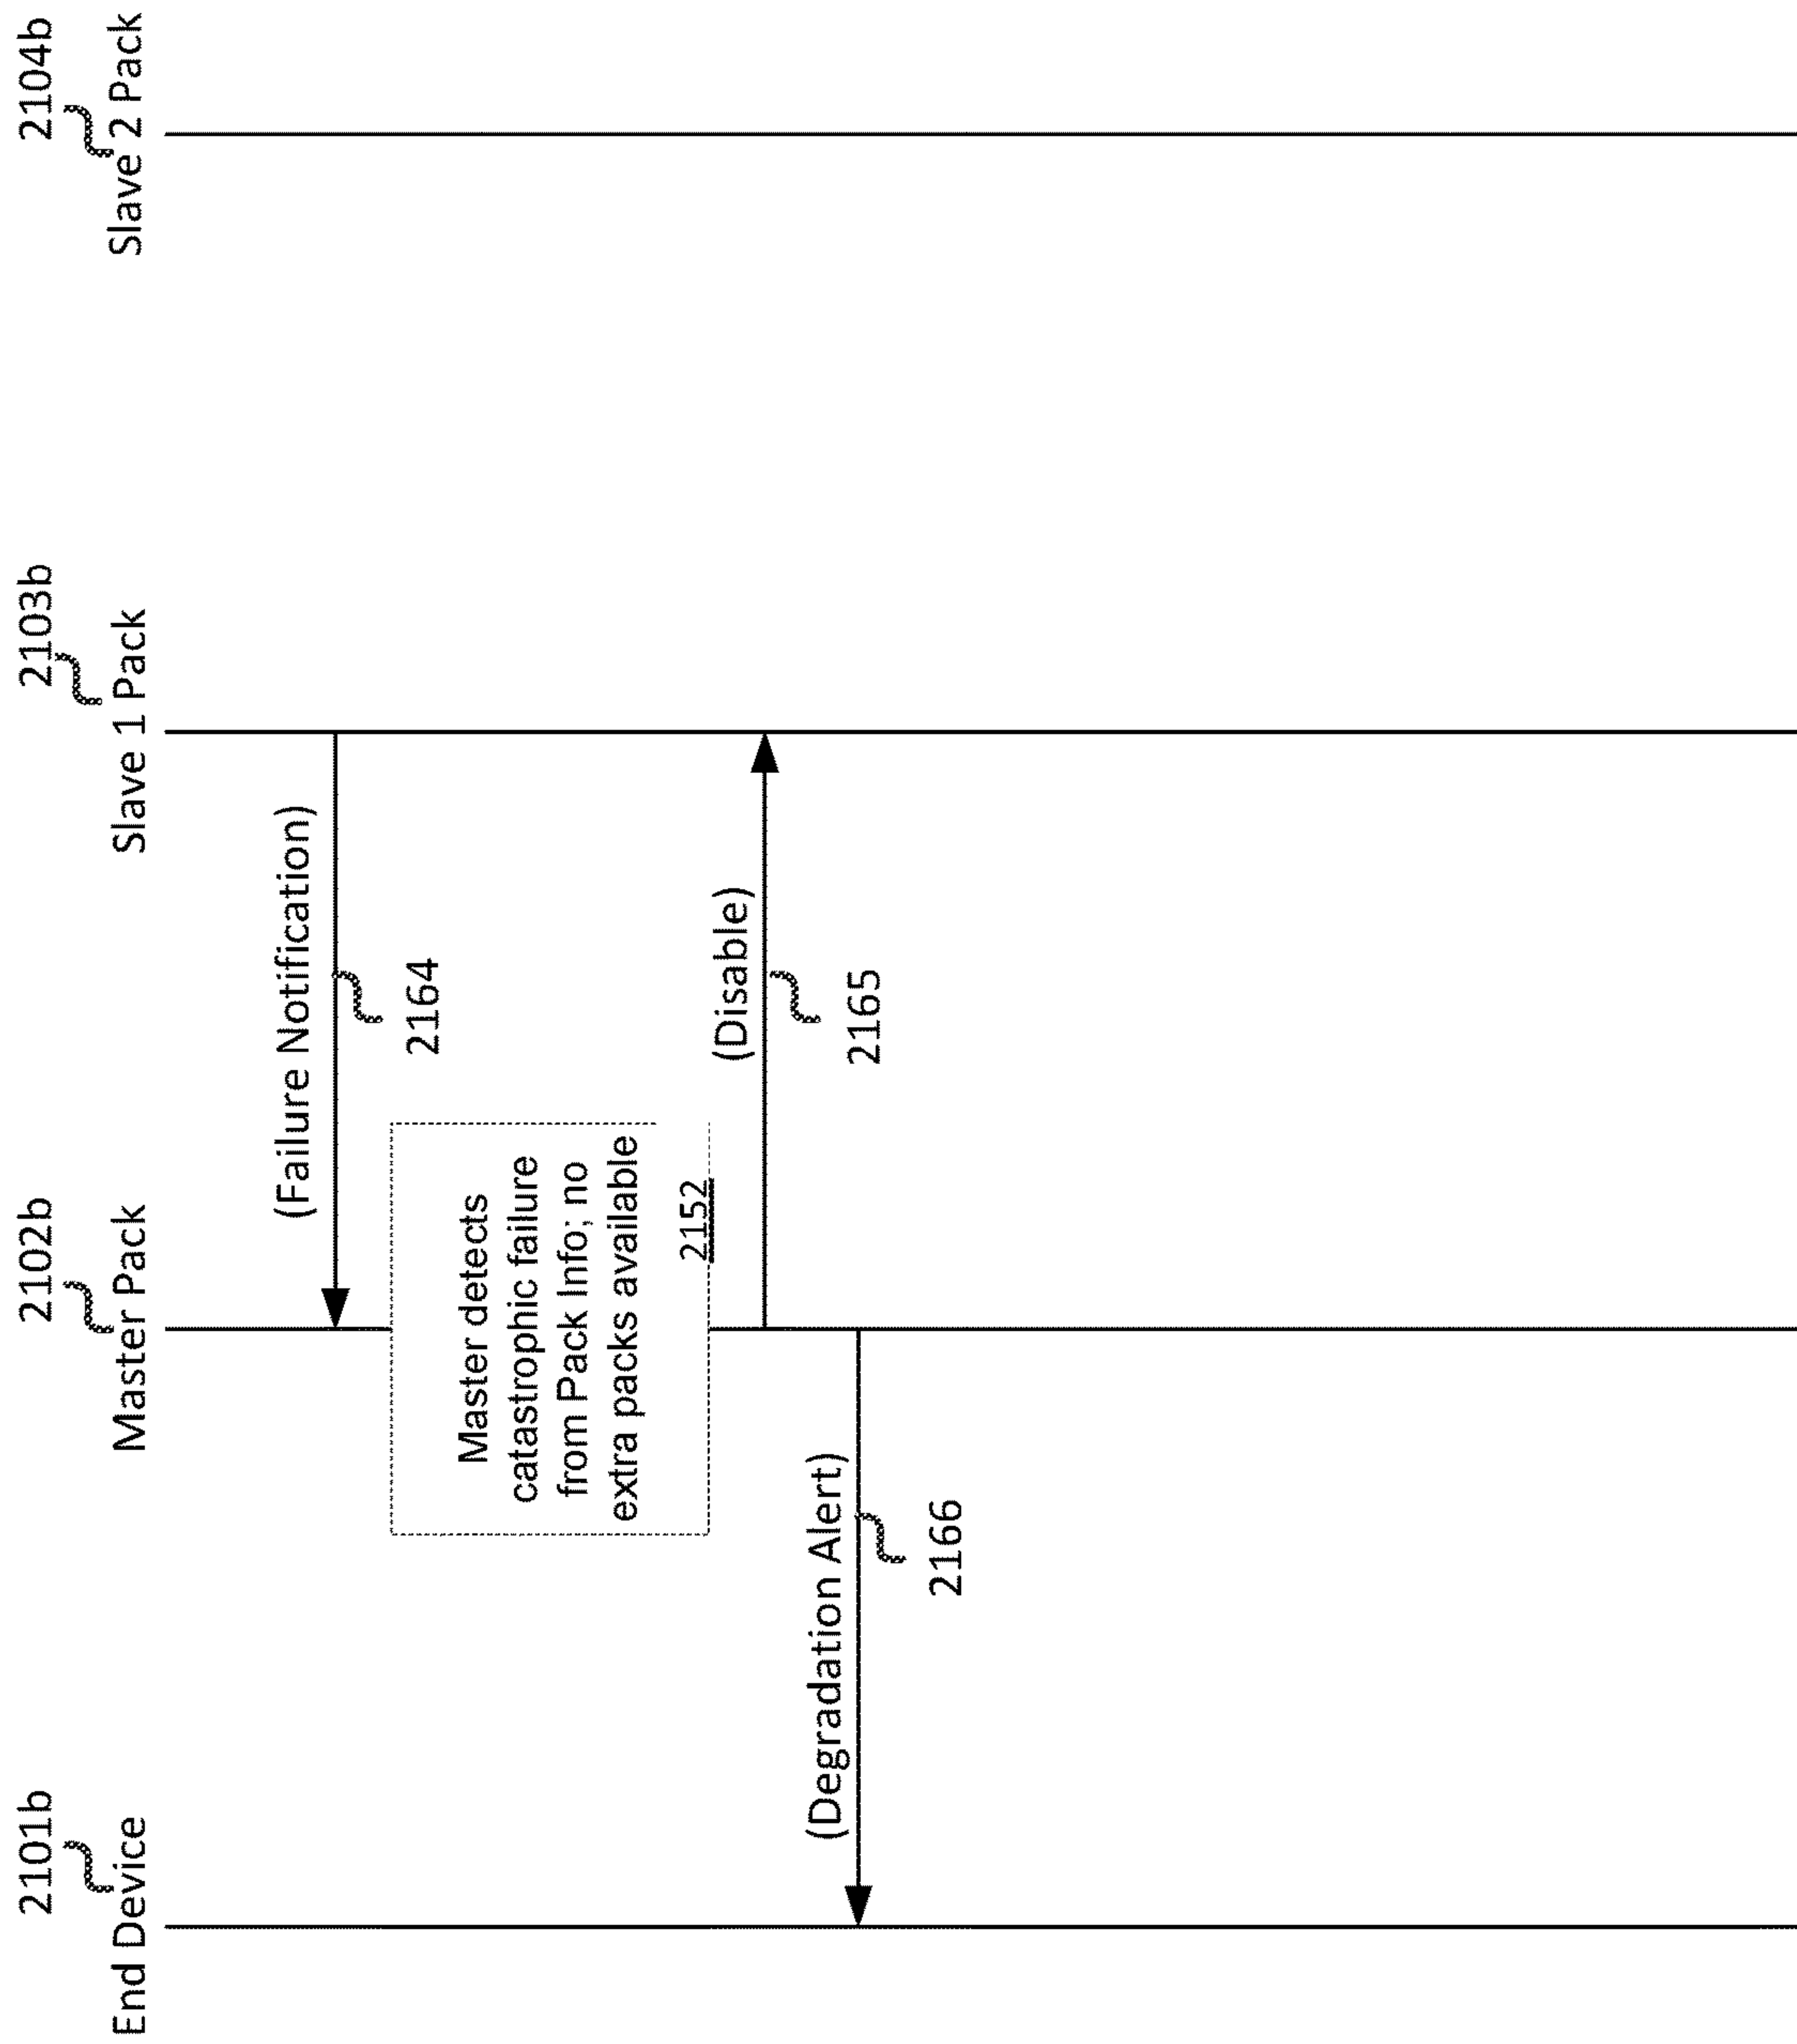 2101b
2102b
2103b
2104b
End Device
Master Pack
Slave 1 Pack
Slave 2 Pack
(Failure Notification)
2164
Master detects
catastrophic failure
from Pack Info; no
extra packs available
2152
(Disable)
2165
(Degradation Alert)
2166